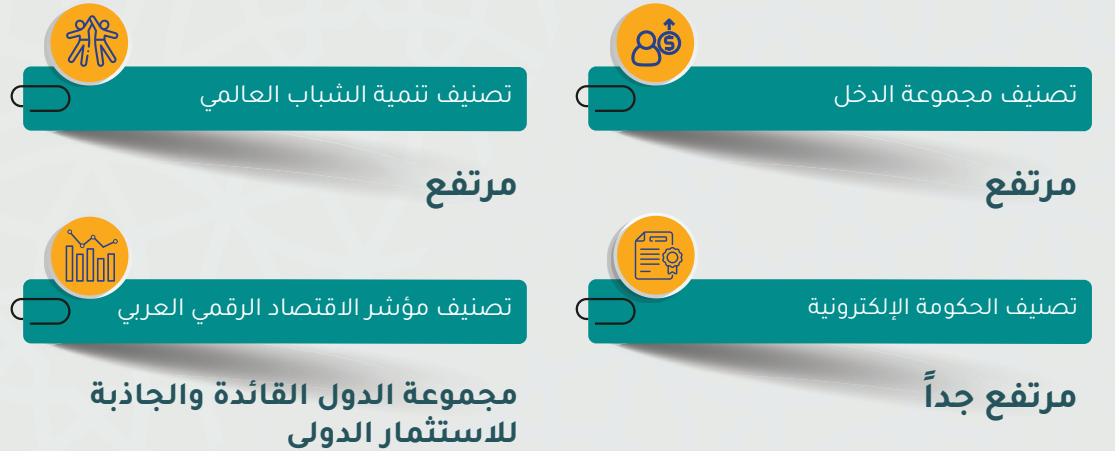 تصنيف مجموعة الدخل
مرتفع
تصنيف تنمية الشباب العالمي
مرتفع
تصنيف الحكومة الإلكترونية
مرتفع جداً
تصنيف مؤشر الاقتصاد الرقمي العربي
مجموعة الدول القائدة والجاذبة
للاستثمار الدولي